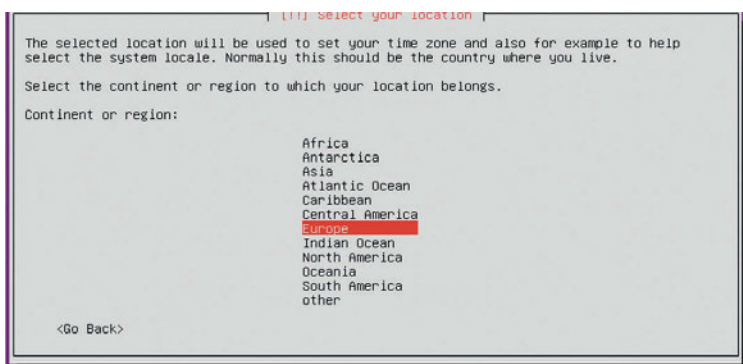 [!!] Select your location
The selected location will be used to set your time zone and also for example to help
select the system locale. Normally this should be the country where you live.
Select the continent or region to which your location belongs.
Continent or region:
Africa
Antarctica
Asia
Atlantic Ocean
Caribbean
Central America
Europe
Indian Ocean
North America
Oceania
South America
other
<Go Back>